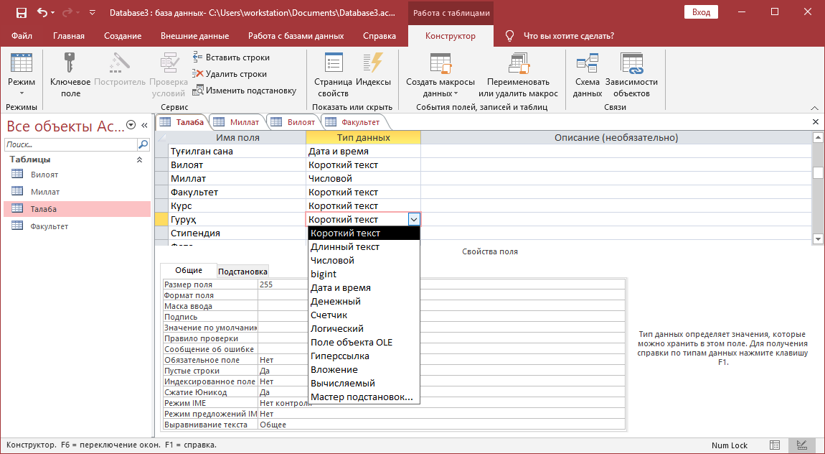 Database3 : база данных- C:\Users\workstation\Documents\Database3.ac...
Работа с таблицами
Вход
Файл Главная Создание Внешние данные Работа с базами данных Справка Конструктор Что вы хотите сделать?
Режим
Режимы
Ключевое поле
Построитель
Проверка условий
Вставить строки
Удалить строки
Изменить подстановку
Сервис
Страница свойств
Индексы
Показать или скрыть
Создать макросы данных
Переименовать или удалить макрос
События полей, записей и таблиц
Схема данных
Зависимости объектов
Связи
Все объекты Ac...
Поиск...
Таблицы
Вилоят
Миллат
Талаба
Факультет
Талаба Миллат Вилоят Факультет
Имя поля Тип данных Описание (необязательно)
Туғилган сана Дата и время
Вилоят Короткий текст
Миллат Числовой
Факультет Короткий текст
Курс Короткий текст
Гуруҳ Короткий текст
Стипендия
Короткий текст
Длинный текст
Числовой
bigint
Дата и время
Денежный
Счетчик
Логический
Поле объекта OLE
Гиперссылка
Вложение
Вычисляемый
Мастер подстановок...
Свойства поля
Общие Подстановка
Размер поля 255
Формат поля
Маска ввода
Подпись
Значение по умолчани
Правило проверки
Сообщение об ошибке
Обязательное поле Нет
Пустые строки Да
Индексированное поле Нет
Сжатие Юникод Да
Режим IME Нет контроля
Режим предложений IM Нет
Выравнивание текста Общее
Тип данных определяет значения, которые
можно хранить в этом поле. Для получения
справки по типам данных нажмите клавишу
F1.
Конструктор. F6 = переключение окон. F1 = справка.
Num Lock